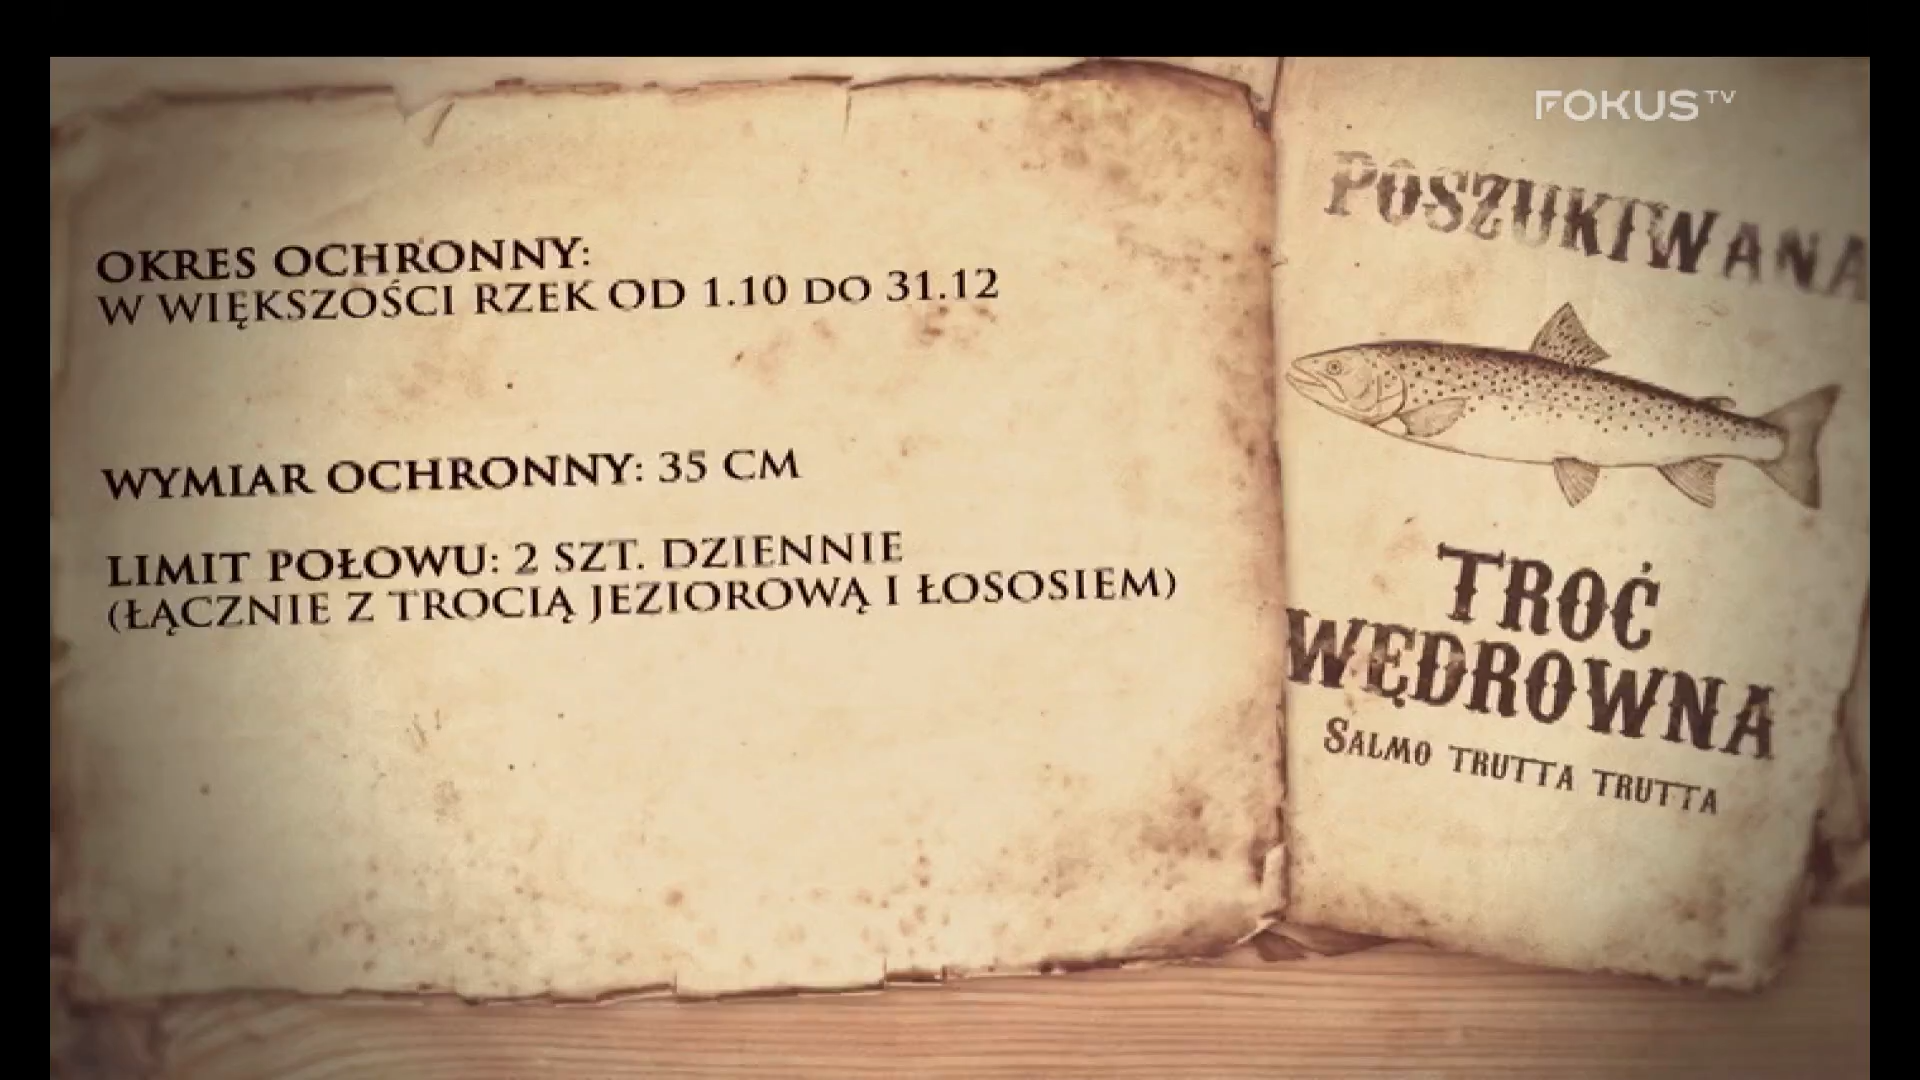 OKRES OCHRONNY:
W WIĘKSZOŚCI RZEK OD 1.10 DO 31.12
WYMIAR OCHRONNY: 35 CM
LIMIT POŁOWU: 2 SZT. DZIENNIE
(ŁĄCZNIE Z TROCIĄ JEZIOROWĄ I ŁOSOSIEM)
FOKUS TV
POSZUKIWANA
TROĆ
WĘDROWNA
SALMO TRUTTA TRUTTA